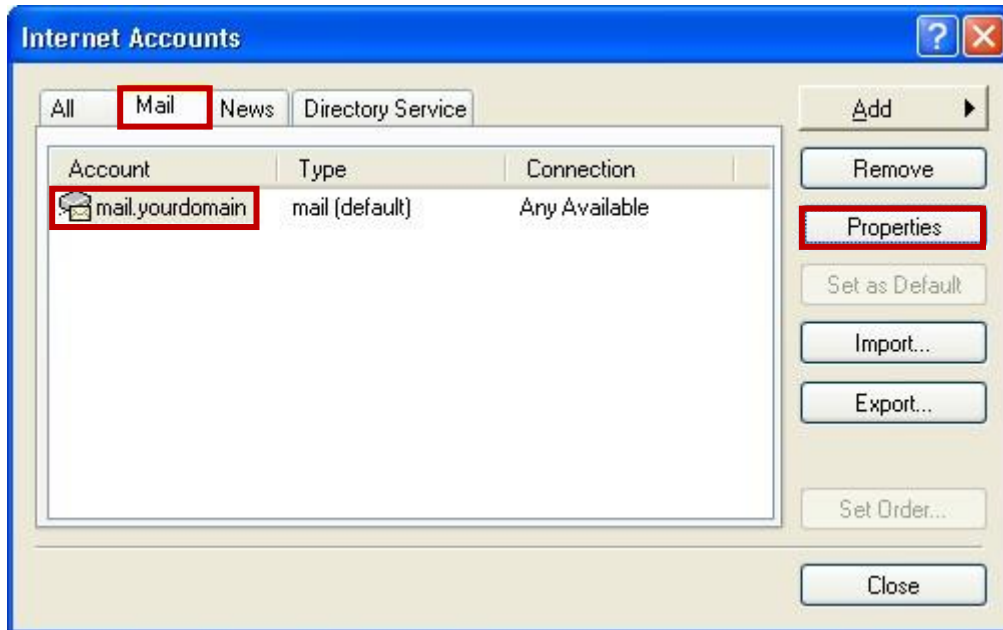 Internet Accounts
All Mail News Directory Service
Add
Account Type Connection
Remove
mail.yourdomain mail (default) Any Available
Properties
Set as Default
Import...
Export...
Set Order...
Close